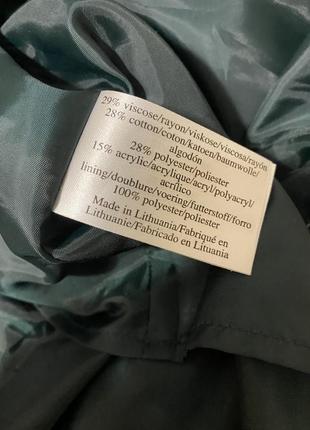 29% viscose/rayon/viskose/viscosa/rayón
28% cotton/coton/katoen/baumwolle/
algodón
28% polyester/poliester
15% acrylic/acrylique/acryl/polyacryl/
acrílico
lining/doublure/voering/futterstoff/forro
100% polyester/poliester
Made in Lithuania/Fabriqué en
Lithuanie/Fabricado en Lituania